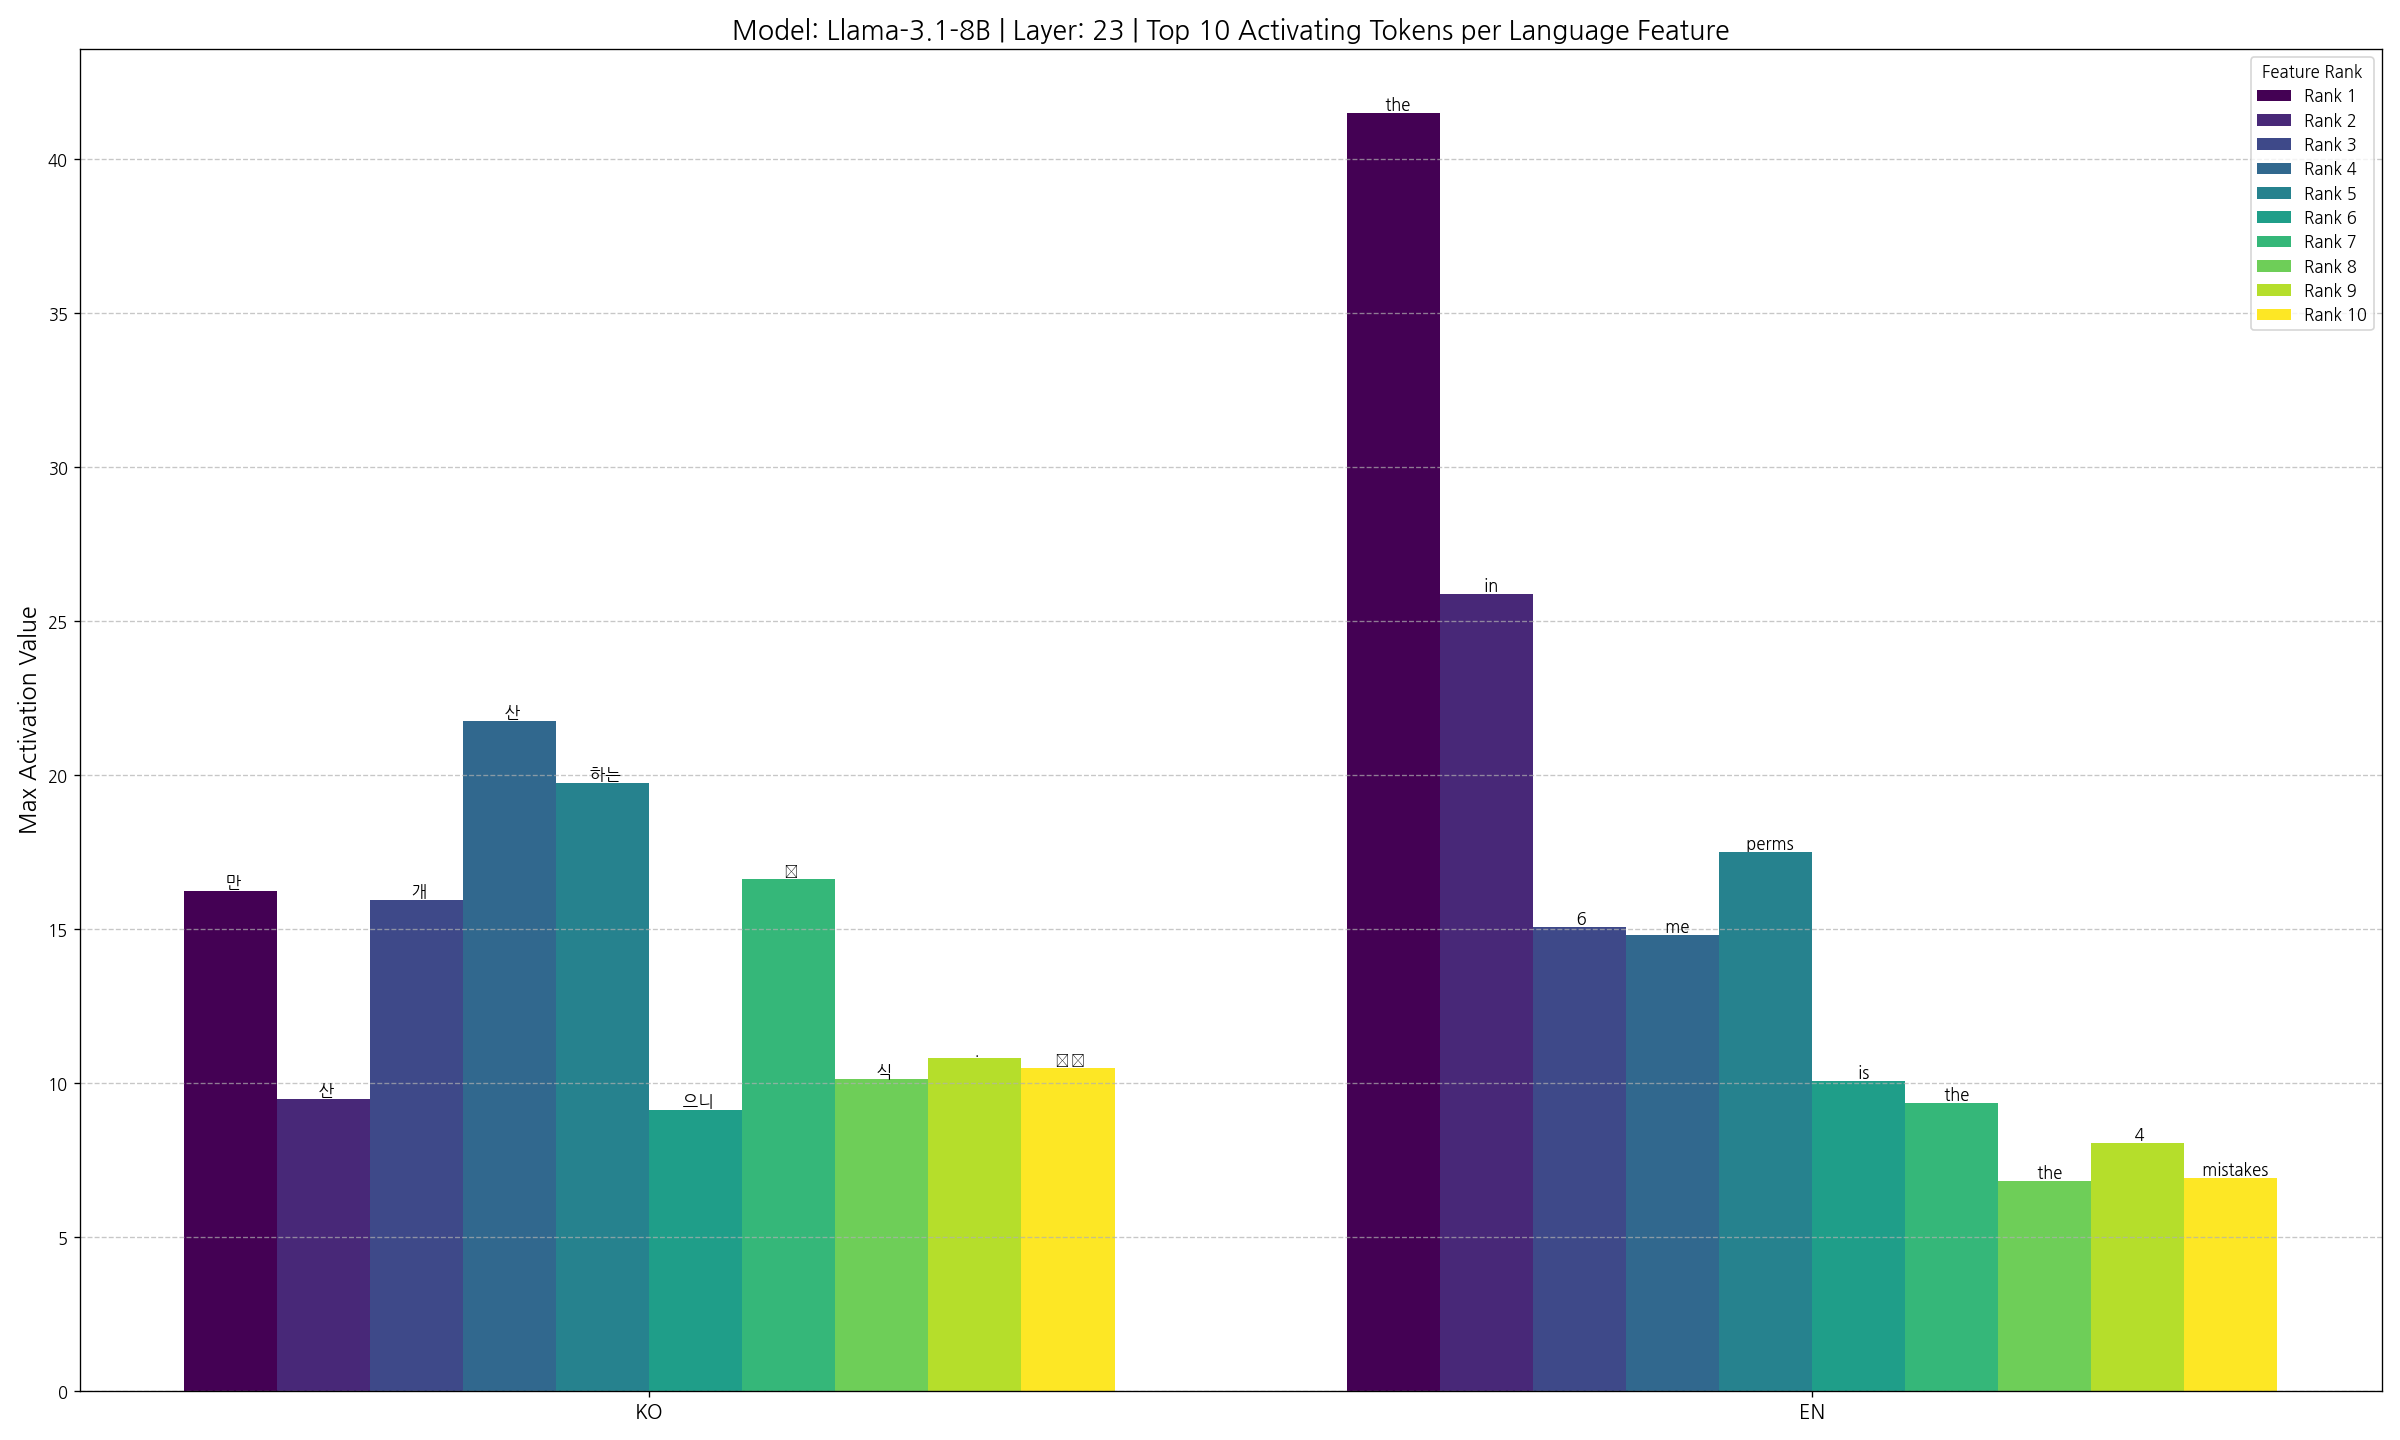 Model: Llama-3.1-8B | Layer: 23 | Top 10 Activating Tokens per Language Feature
Feature Rank
Rank 1
Rank 2
Rank 3
Rank 4
Rank 5
Rank 6
Rank 7
Rank 8
Rank 9
Rank 10
Max Activation Value
40
35
30
25
20
15
10
5
0
만
산
개
산
하는
으니
식
.
the
in
6
me
perms
is
the
the
4
mistakes
KO
EN